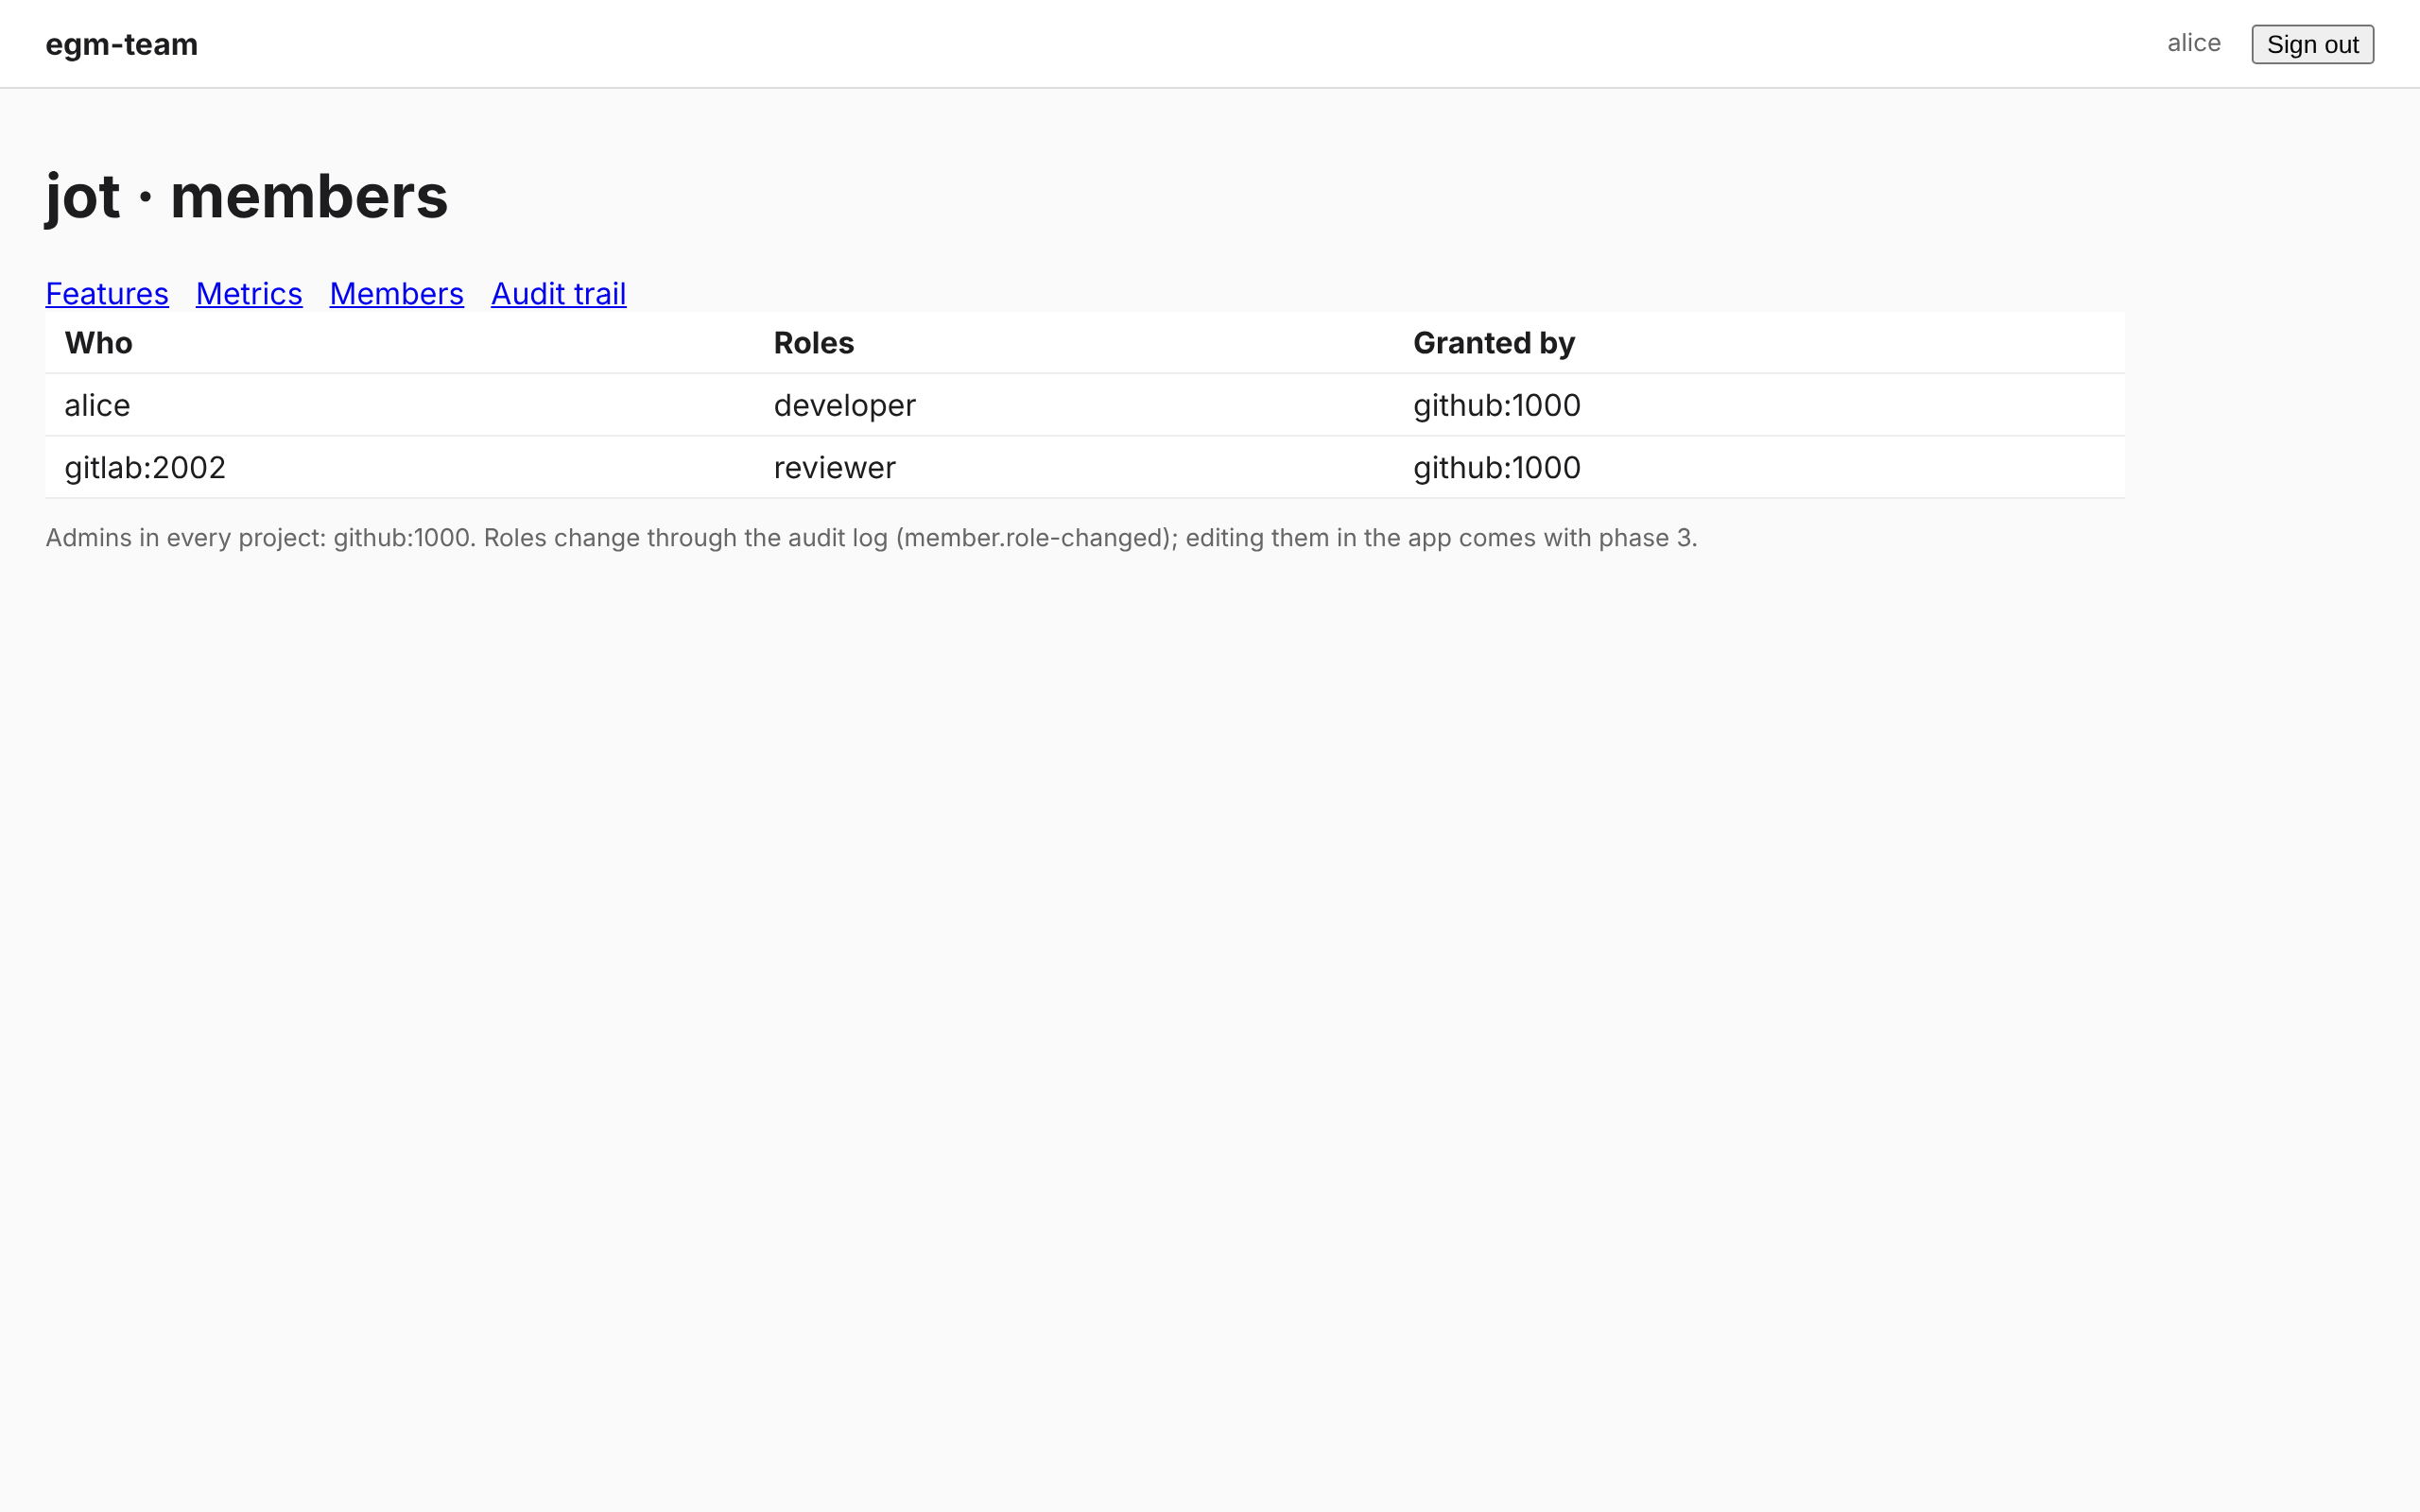 egm-team alice Sign out
jot · members
Features Metrics Members Audit trail
Who Roles Granted by
alice developer github:1000
gitlab:2002 reviewer github:1000
Admins in every project: github:1000. Roles change through the audit log (member.role-changed); editing them in the app comes with phase 3.